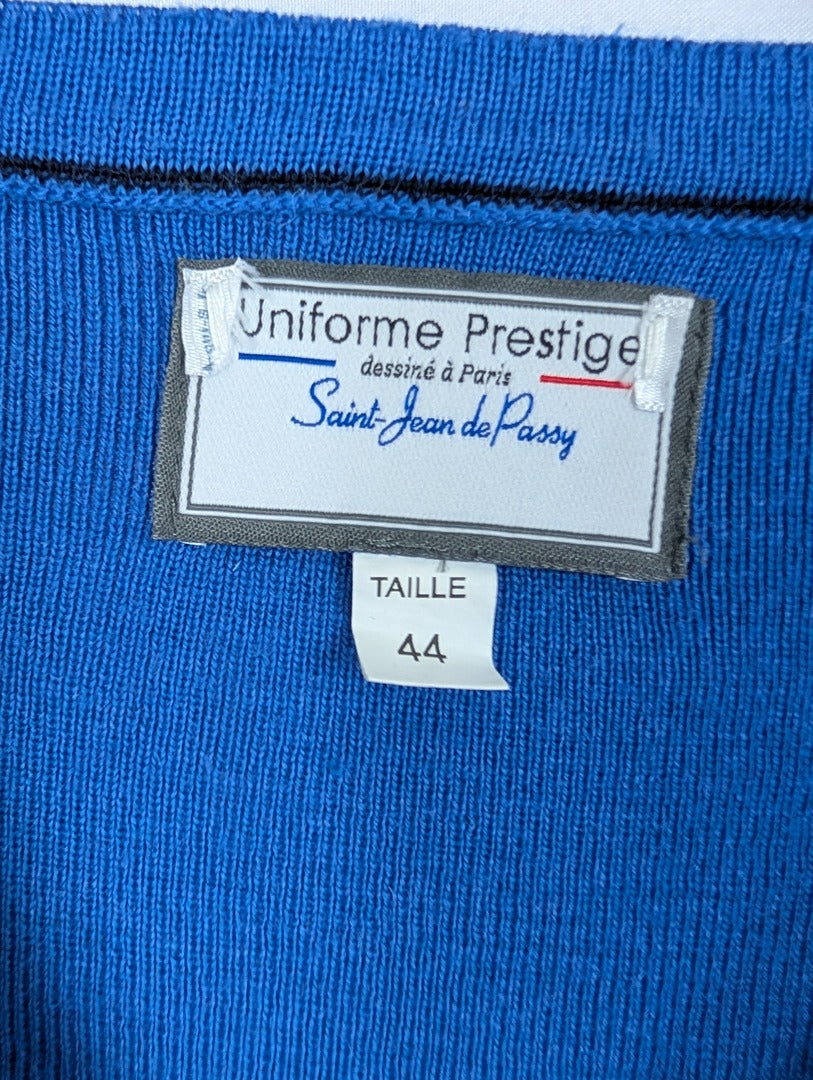 Uniforme Prestige
dessiné à Paris
Saint-Jean de Passy
TAILLE
44